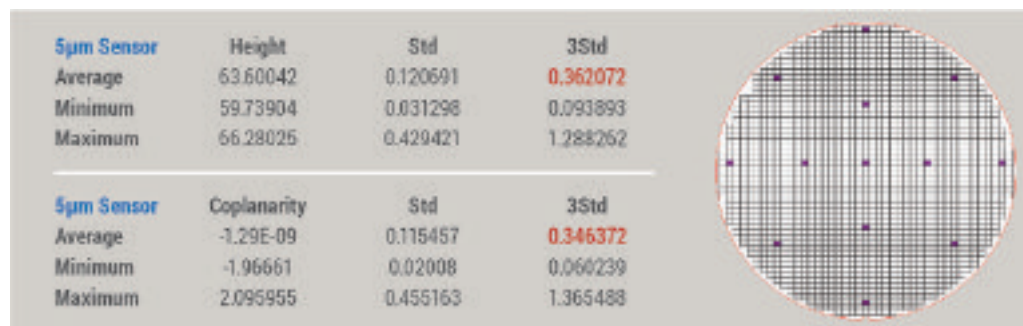 5µm Sensor Height Std 3Std
Average 63.60042 0.120691 0.362072
Minimum 59.73904 0.031298 0.093893
Maximum 66.28025 0.429421 1.288262
5µm Sensor Coplanarity Std 3Std
Average -1.29E-09 0.115457 0.346372
Minimum -1.96661 0.02008 0.060239
Maximum 2.095955 0.455163 1.365488